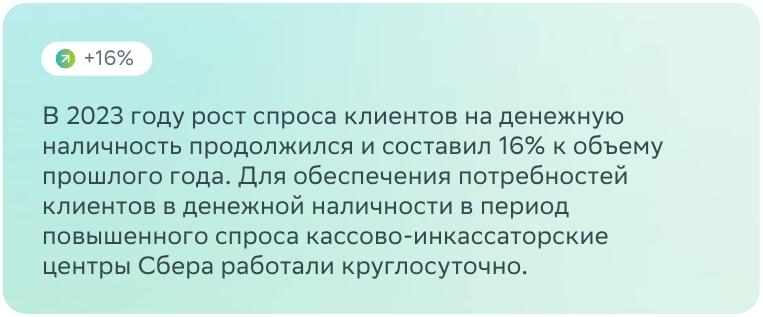 +16%
В 2023 году рост спроса клиентов на денежную
наличность продолжился и составил 16% к объему
прошлого года. Для обеспечения потребностей
клиентов в денежной наличности в период
повышенного спроса кассово-инкассаторские
центры Сбера работали круглосуточно.